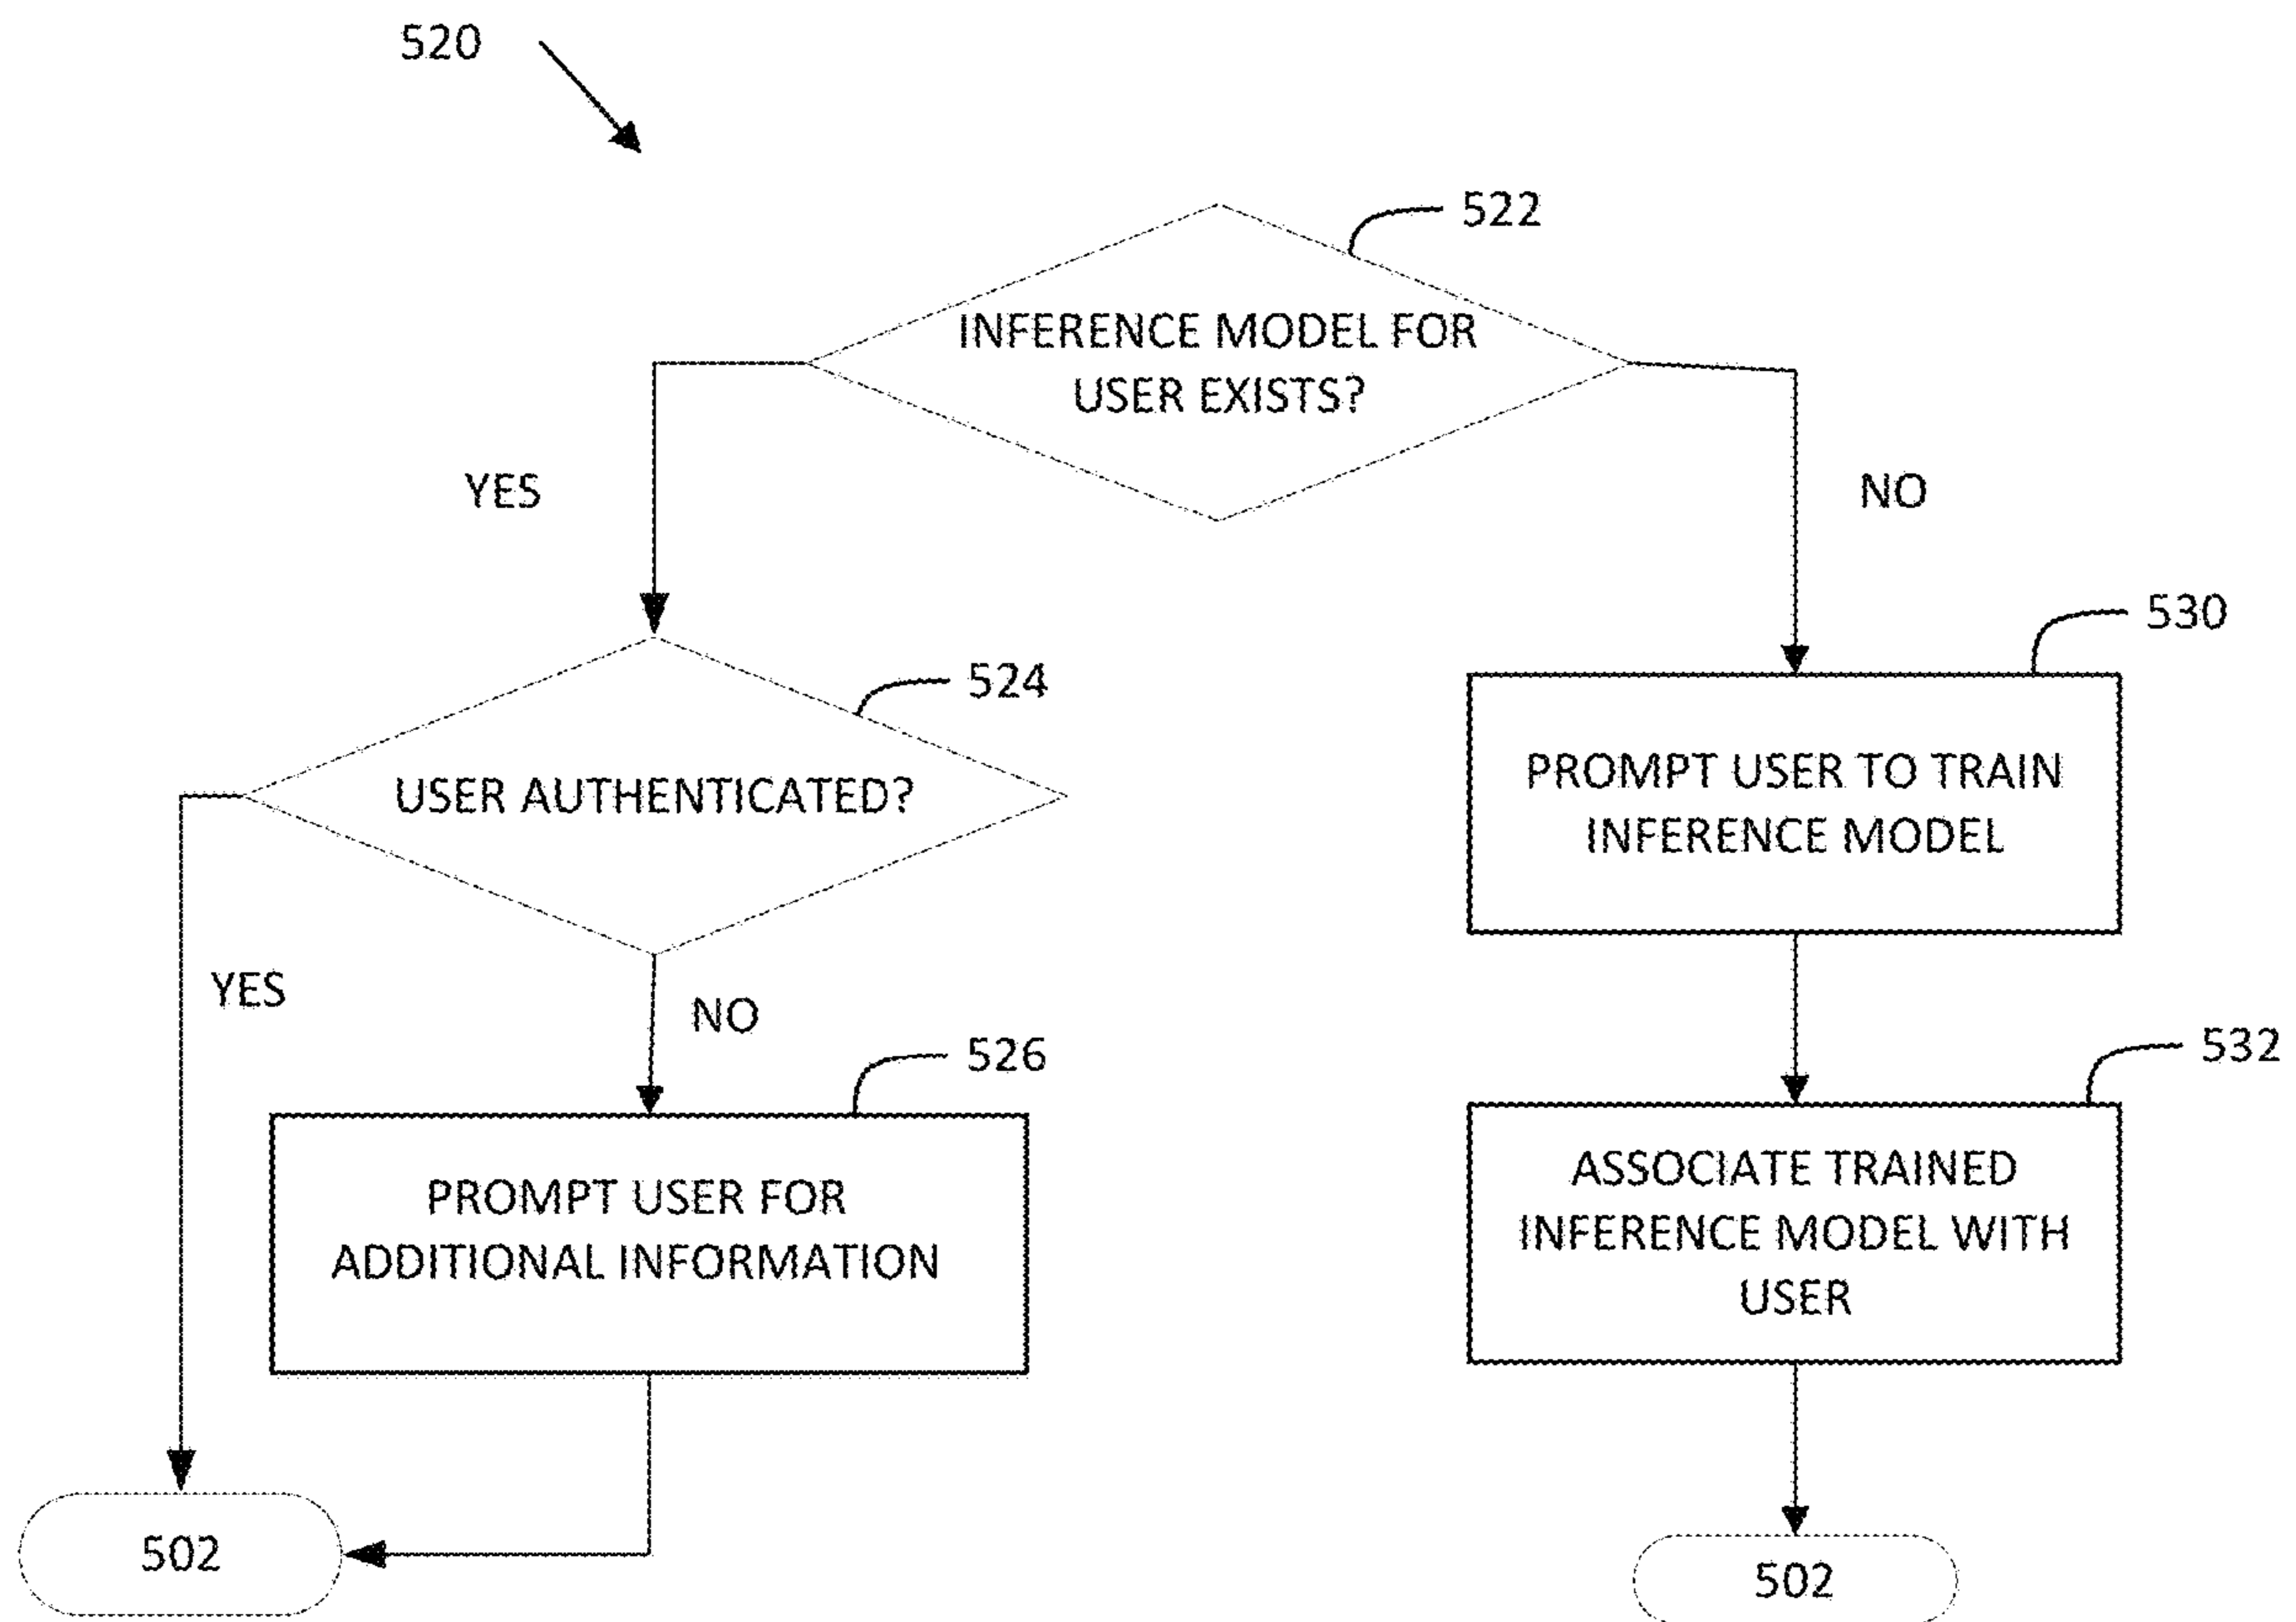 520
522
INFERENCE MODEL FOR
USER EXISTS?
YES
NO
530
524
PROMPT USER TO TRAIN
INFERENCE MODEL
USER AUTHENTICATED?
YES
NO
526
532
PROMPT USER FOR
ADDITIONAL INFORMATION
ASSOCIATE TRAINED
INFERENCE MODEL WITH
USER
502
502